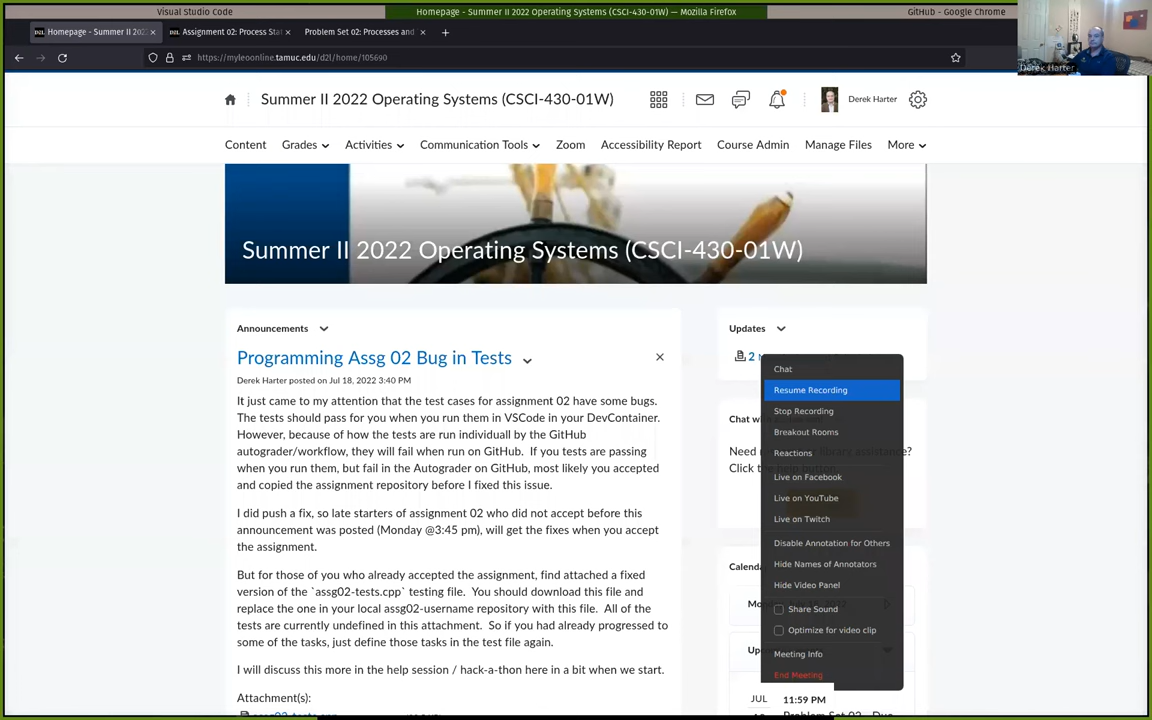 Visual Studio Code
Homepage - Summer II 2022 Operating Systems (CSCI-430-01W) — Mozilla Firefox
GitHub - Google Chrome
Homepage - Summer II 202
Assignment 02: Process Sta
Problem Set 02: Processes and
https://myleoonline.tamuc.edu/d2l/home/105690
Derek Harter
Summer II 2022 Operating Systems (CSCI-430-01W)
Derek Harter
Content
Grades
Activities
Communication Tools
Zoom
Accessibility Report
Course Admin
Manage Files
More
Summer II 2022 Operating Systems (CSCI-430-01W)
Announcements
Programming Assg 02 Bug in Tests
Derek Harter posted on Jul 18, 2022 3:40 PM
It just came to my attention that the test cases for assignment 02 have some bugs.
The tests should pass for you when you run them in VSCode in your DevContainer.
However, because of how the tests are run individuall by the GitHub
autograder/workflow, they will fail when run on GitHub.  If you tests are passing
when you run them, but fail in the Autograder on GitHub, most likely you accepted
and copied the assignment repository before I fixed this issue.
I did push a fix, so late starters of assignment 02 who did not accept before this
announcement was posted (Monday @3:45 pm), will get the fixes when you accept
the assignment.
But for those of you who already accepted the assignment, find attached a fixed
version of the `assg02-tests.cpp` testing file.  You should download this file and
replace the one in your local assg02-username repository with this file.  All of the
tests are currently undefined in this attachment.  So if you had already progressed to
some of the tasks, just define those tasks in the test file again.
I will discuss this more in the help session / hack-a-thon here in a bit when we start.
Attachment(s):
Updates
2
Chat
Need
assistance?
Click
Calenda
JUL
11:59 PM
Chat
Resume Recording
Stop Recording
Breakout Rooms
Reactions
Live on Facebook
Live on YouTube
Live on Twitch
Disable Annotation for Others
Hide Names of Annotators
Hide Video Panel
Share Sound
Optimize for video clip
Meeting Info
End Meeting